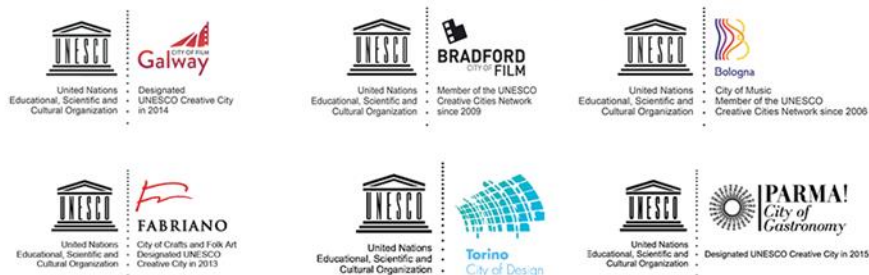 UNESCO
CITY OF FILM
Galway
United Nations
Educational, Scientific and
Cultural Organization
Designated
UNESCO Creative City
in 2014
UNESCO
BRADFORD
CITY OF FILM
United Nations
Educational, Scientific and
Cultural Organization
Member of the UNESCO
Creative Cities Network
since 2009
UNESCO
Bologna
United Nations
Educational, Scientific and
Cultural Organization
City of Music
Member of the UNESCO
Creative Cities Network since 2006
UNESCO
FABRIANO
United Nations
Educational, Scientific and
Cultural Organization
City of Crafts and Folk Art
Designated UNESCO
Creative City in 2013
UNESCO
United Nations
Educational, Scientific and
Cultural Organization
Torino
City of Design
UNESCO
PARMA!
City of
Gastronomy
United Nations
Educational, Scientific and
Cultural Organization
Designated UNESCO Creative City in 2015